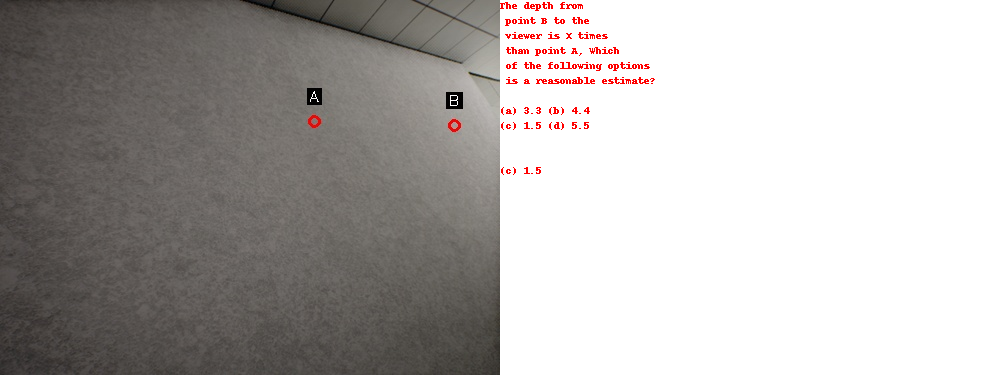 A
B
The depth from
point B to the
viewer is X times
than point A, Which
of the following options
is a reasonable estimate?
(a) 3.3 (b) 4.4
(c) 1.5 (d) 5.5
(c) 1.5